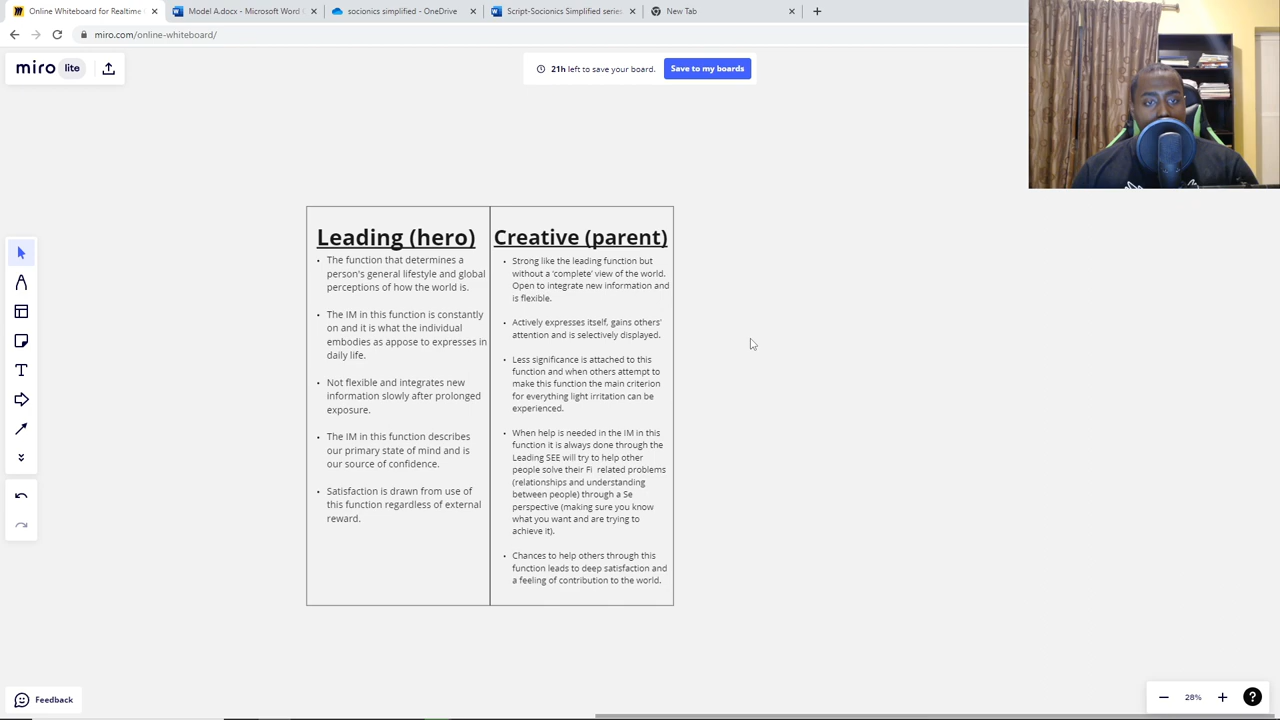 Online Whiteboard for Realtime
Model A.docx - Microsoft Word
socionics simplified - OneDrive
Script-Socionics Simplified series
New Tab
miro.com/online-whiteboard/
miro lite
21h left to save your board.
Save to my boards
Leading (hero)
• The function that determines a
person's general lifestyle and global
perceptions of how the world is.
• The IM in this function is constantly
on and it is what the individual
embodies as appose to expresses in
daily life.
• Not flexible and integrates new
information slowly after prolonged
exposure.
• The IM in this function describes
our primary state of mind and is
our source of confidence.
• Satisfaction is drawn from use of
this function regardless of external
reward.
Creative (parent)
• Strong like the leading function but
without a 'complete' view of the world.
Open to integrate new information and
is flexible.
• Actively expresses itself, gains others'
attention and is selectively displayed.
• Less significance is attached to this
function and when others attempt to
make this function the main criterion
for everything light irritation can be
experienced.
• When help is needed in the IM in this
function it is always done through the
Leading SEE will try to help other
people solve their Fi related problems
(relationships and understanding
between people) through a Se
perspective (making sure you know
what you want and are trying to
achieve it).
• Chances to help others through this
function leads to deep satisfaction and
a feeling of contribution to the world.
Feedback
28%